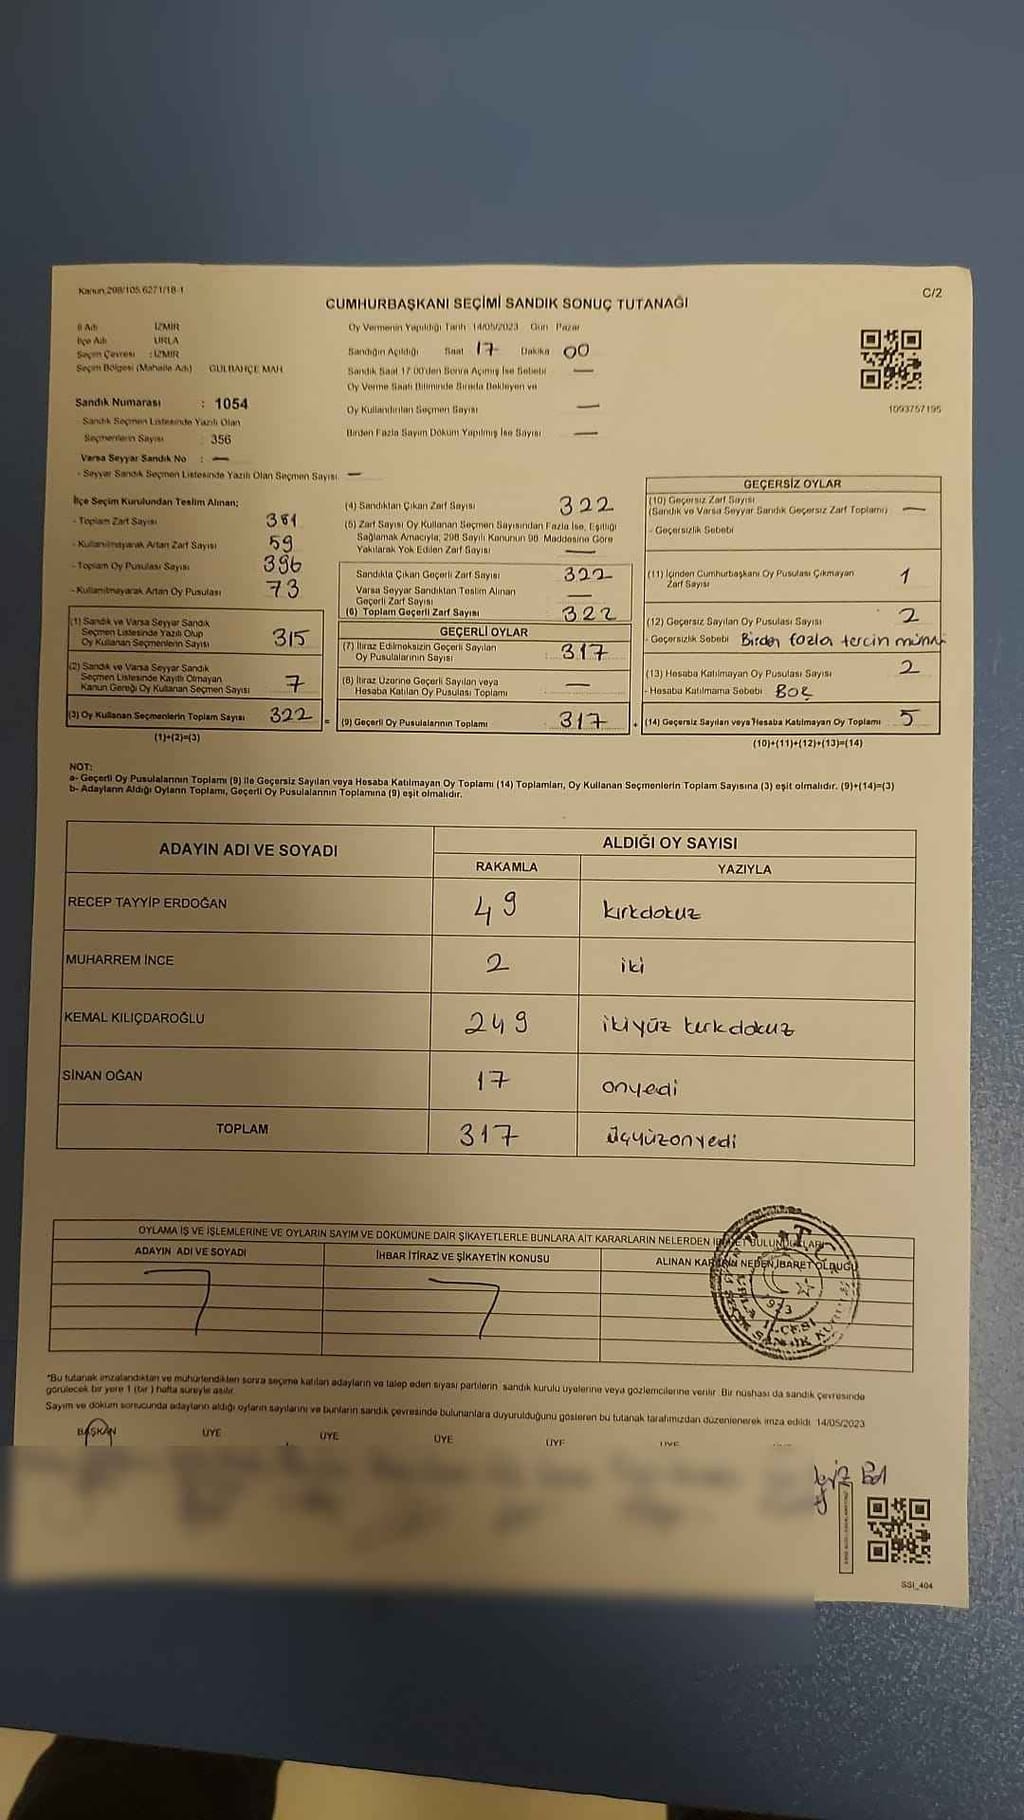 Kanun,298/105,6271/18-1
C/2
CUMHURBAŞKANI SEÇİMİ SANDIK SONUÇ TUTANAĞI
İl Adı İZMİR
İlçe Adı URLA
Seçim Çevresi : İZMİR
Seçim Bölgesi (Mahalle Adı) GÜLBAHÇE MAH
Sandık Numarası : 1054
Sandık Seçmen Listesinde Yazılı Olan
Seçmenlerin Sayısı : 356
Varsa Seyyar Sandık No : —
- Seyyar Sandık Seçmen Listesinde Yazılı Olan Seçmen Sayısı. —
Oy Vermenin Yapıldığı Tarih 14/05/2023 Gün Pazar
Sandığın Açıldığı Saat 17 Dakika 00
Sandık Saat 17:00'den Sonra Açımış İse Sebebi —
Oy Verme Saati Bitiminde Sırada Bekleyen ve
Oy Kullandırılan Seçmen Sayısı —
Birden Fazla Sayım Döküm Yapılmış İse Sayısı —
1093757195
İlçe Seçim Kurulundan Teslim Alınan;
- Toplam Zarf Sayısı 381
- Kullanılmayarak Artan Zarf Sayısı 59
- Toplam Oy Pusulası Sayısı 396
- Kullanılmayarak Artan Oy Pusulası 73
(1) Sandık ve Varsa Seyyar Sandık
Seçmen Listesinde Yazılı Olup
Oy Kullanan Seçmenlerin Sayısı 315
(2) Sandık ve Varsa Seyyar Sandık
Seçmen Listesinde Kayıtlı Olmayan
Kanun Gereği Oy Kullanan Seçmen Sayısı 7
(3) Oy Kullanan Seçmenlerin Toplam Sayısı 322 =
(1)+(2)=(3)
(4) Sandıktan Çıkan Zarf Sayısı 322
(5) Zarf Sayısı Oy Kullanan Seçmen Sayısından Fazla İse, Eşitliği
Sağlamak Amacıyla, 298 Sayılı Kanunun 98. Maddesine Göre
Yakılarak Yok Edilen Zarf Sayısı —
Sandıkta Çıkan Geçerli Zarf Sayısı 322
Varsa Seyyar Sandıktan Teslim Alınan
Geçerli Zarf Sayısı —
(6) Toplam Geçerli Zarf Sayısı 322
GEÇERLİ OYLAR
(7) İtiraz Edilmeksizin Geçerli Sayılan
Oy Pusulalarının Sayısı : 317
(8) İtiraz Üzerine Geçerli Sayılan veya
Hesaba Katılan Oy Pusulası Toplamı —
(9) Geçerli Oy Pusulalarının Toplamı 317 +
GEÇERSİZ OYLAR
(10) Geçersiz Zarf Sayısı
(Sandık ve Varsa Seyyar Sandık Geçersiz Zarf Toplamı) —
- Geçersizlik Sebebi
(11) İçinden Cumhurbaşkanı Oy Pusulası Çıkmayan
Zarf Sayısı 1
(12) Geçersiz Sayılan Oy Pusulası Sayısı 2
- Geçersizlik Sebebi Birden fazla tercih mühr
(13) Hesaba Katılmayan Oy Pusulası Sayısı 2
- Hesaba Katılmama Sebebi BOŞ
(14) Geçersiz Sayılan veya Hesaba Katılmayan Oy Toplamı 5
(10)+(11)+(12)+(13)=(14)
NOT:
a- Geçerli Oy Pusulalarının Toplamı (9) ile Geçersiz Sayılan veya Hesaba Katılmayan Oy Toplamı (14) Toplamları, Oy Kullanan Seçmenlerin Toplam Sayısına (3) eşit olmalıdır. (9)+(14)=(3)
b- Adayların Aldığı Oyların Toplamı, Geçerli Oy Pusulalarının Toplamına (9) eşit olmalıdır.
ADAYIN ADI VE SOYADI
ALDIĞI OY SAYISI
RAKAMLA YAZIYLA
RECEP TAYYİP ERDOĞAN 49 kırkdokuz
MUHARREM İNCE 2 iki
KEMAL KILIÇDAROĞLU 249 ikiyüz kırkdokuz
SİNAN OĞAN 17 onyedi
TOPLAM 317 üçyüzonyedi
OYLAMA İŞ VE İŞLEMLERİNE VE OYLARIN SAYIM VE DÖKÜMÜNE DAİR ŞİKAYETLERLE BUNLARA AİT KARARLARIN NELERDEN İBARET BULUNDUKLARI
ADAYIN ADI VE SOYADI
İHBAR İTİRAZ VE ŞİKAYETİN KONUSU
ALINAN KARARIN NEDEN İBARET OLDUĞU
T.C.
URLA
1923
İLÇESİ
*Bu tutanak imzalandıktan ve mühürlendikten sonra seçime katılan adayların ve talep eden siyasi partilerin sandık kurulu üyelerine veya gözlemcilerine verilir. Bir nüshası da sandık çevresinde
görülecek bir yere 1 (bir) hafta süreyle asılır.
Sayım ve döküm sonucunda adayların aldığı oyların sayılarını ve bunların sandık çevresinde bulunanlara duyurulduğunu gösteren bu tutanak tarafımızdan düzenlenerek imza edildi. 14/05/2023
BAŞKAN ÜYE ÜYE ÜYE ÜYE ÜYE
SSI_404